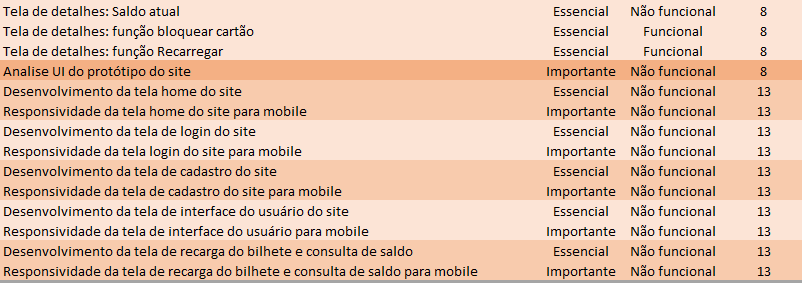 Tela de detalhes: Saldo atual Essencial Não funcional 8
Tela de detalhes: função bloquear cartão Essencial Funcional 8
Tela de detalhes: função Recarregar Essencial Funcional 8
Analise UI do protótipo do site Importante Não funcional 8
Desenvolvimento da tela home do site Essencial Não funcional 13
Responsividade da tela home do site para mobile Importante Não funcional 13
Desenvolvimento da tela de login do site Essencial Não funcional 13
Responsividade da tela login do site para mobile Importante Não funcional 13
Desenvolvimento da tela de cadastro do site Essencial Não funcional 13
Responsividade da tela de cadastro do site para mobile Importante Não funcional 13
Desenvolvimento da tela de interface do usuário do site Essencial Não funcional 13
Responsividade da tela de interface do usuário para mobile Importante Não funcional 13
Desenvolvimento da tela de recarga do bilhete e consulta de saldo Essencial Não funcional 13
Responsividade da tela de recarga do bilhete e consulta de saldo para mobile Importante Não funcional 13